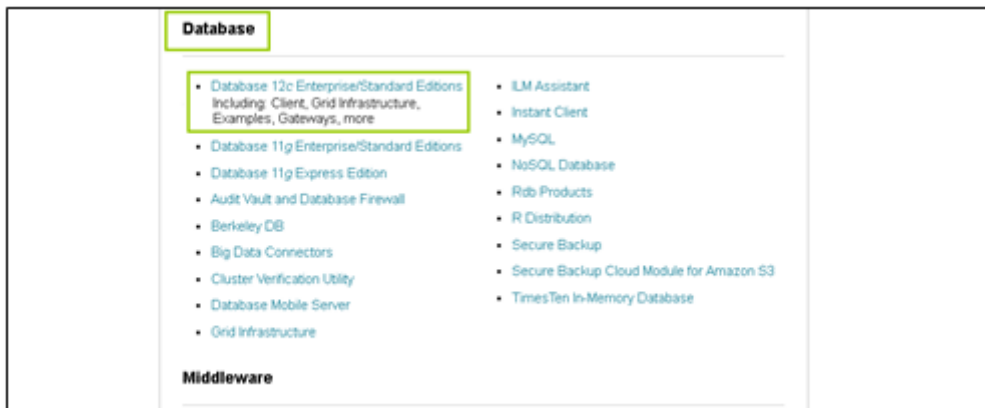 Database
Database 12c Enterprise/Standard Editions
Including: Client, Grid Infrastructure,
Examples, Gateways, more
Database 11g Enterprise/Standard Editions
Database 11g Express Edition
Audit Vault and Database Firewall
Berkeley DB
Big Data Connectors
Cluster Verification Utility
Database Mobile Server
Grid Infrastructure
ILM Assistant
Instant Client
MySQL
NoSQL Database
Rdb Products
R Distribution
Secure Backup
Secure Backup Cloud Module for Amazon S3
TimesTen In-Memory Database
Middleware